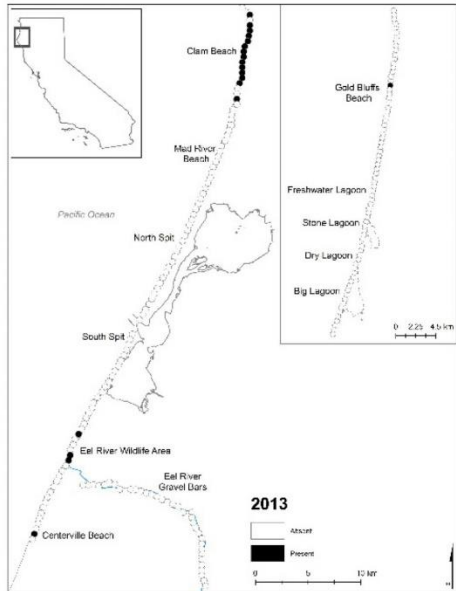 Clam Beach
Gold Bluffs
Beach
Mad River
Beach
Pacific Ocean
Freshwater Lagoon
North Spit
Stone Lagoon
Dry Lagoon
Big Lagoon
0 2.25 4.5 km
South Spit
Eel River Wildlife Area
Eel River
Gravel Bars
2013
Absent
Present
Centerville Beach
0 5 10 km